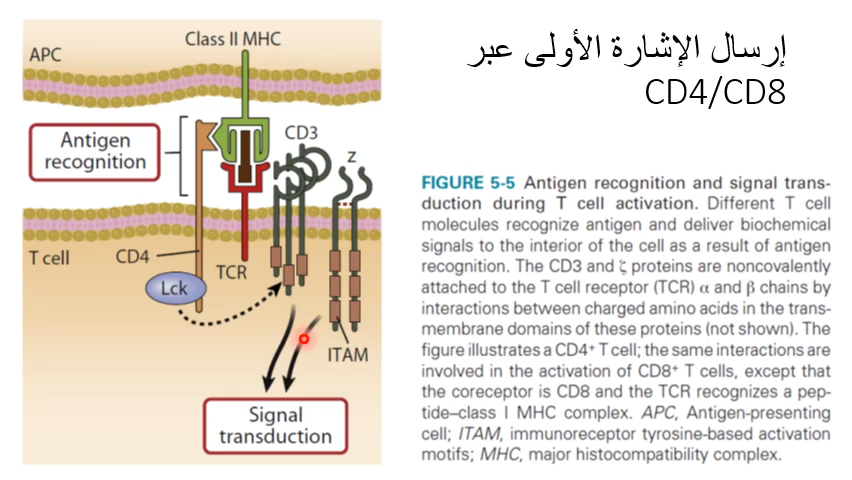 إرسال الإشارة الأولى عبر
CD4/CD8
APC
Class II MHC
Antigen
recognition
CD3
Z
T cell
CD4
TCR
Lck
ITAM
Signal
transduction
FIGURE 5-5 Antigen recognition and signal trans-
duction during T cell activation. Different T cell
molecules recognize antigen and deliver biochemical
signals to the interior of the cell as a result of antigen
recognition. The CD3 and ζ proteins are noncovalently
attached to the T cell receptor (TCR) α and β chains by
interactions between charged amino acids in the trans-
membrane domains of these proteins (not shown). The
figure illustrates a CD4⁺ T cell; the same interactions are
involved in the activation of CD8⁺ T cells, except that
the coreceptor is CD8 and the TCR recognizes a pep-
tide–class I MHC complex. APC, Antigen-presenting
cell; ITAM, immunoreceptor tyrosine-based activation
motifs; MHC, major histocompatibility complex.